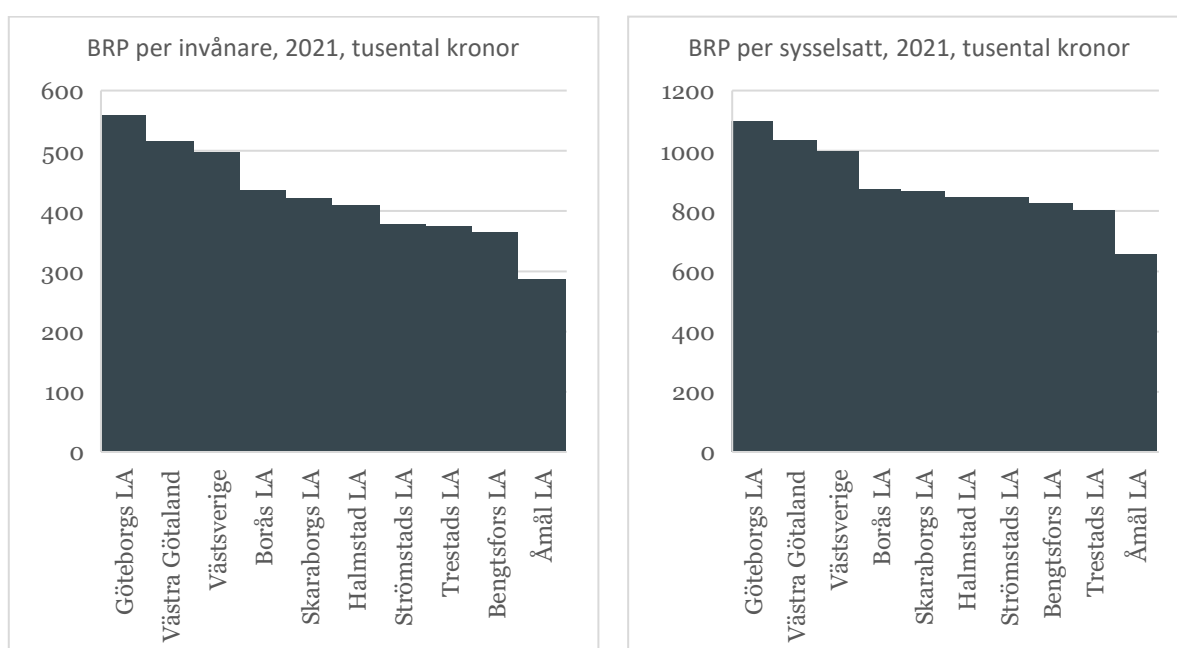 BRP per invånare, 2021, tusental kronor
600
500
400
300
200
100
0
Göteborgs LA
Västra Götaland
Västsverige
Borås LA
Skaraborgs LA
Halmstad LA
Strömstads LA
Trestads LA
Bengtsfors LA
Åmål LA
BRP per sysselsatt, 2021, tusental kronor
1200
1000
800
600
400
200
0
Göteborgs LA
Västra Götaland
Västsverige
Borås LA
Skaraborgs LA
Halmstad LA
Strömstads LA
Bengtsfors LA
Trestads LA
Åmål LA